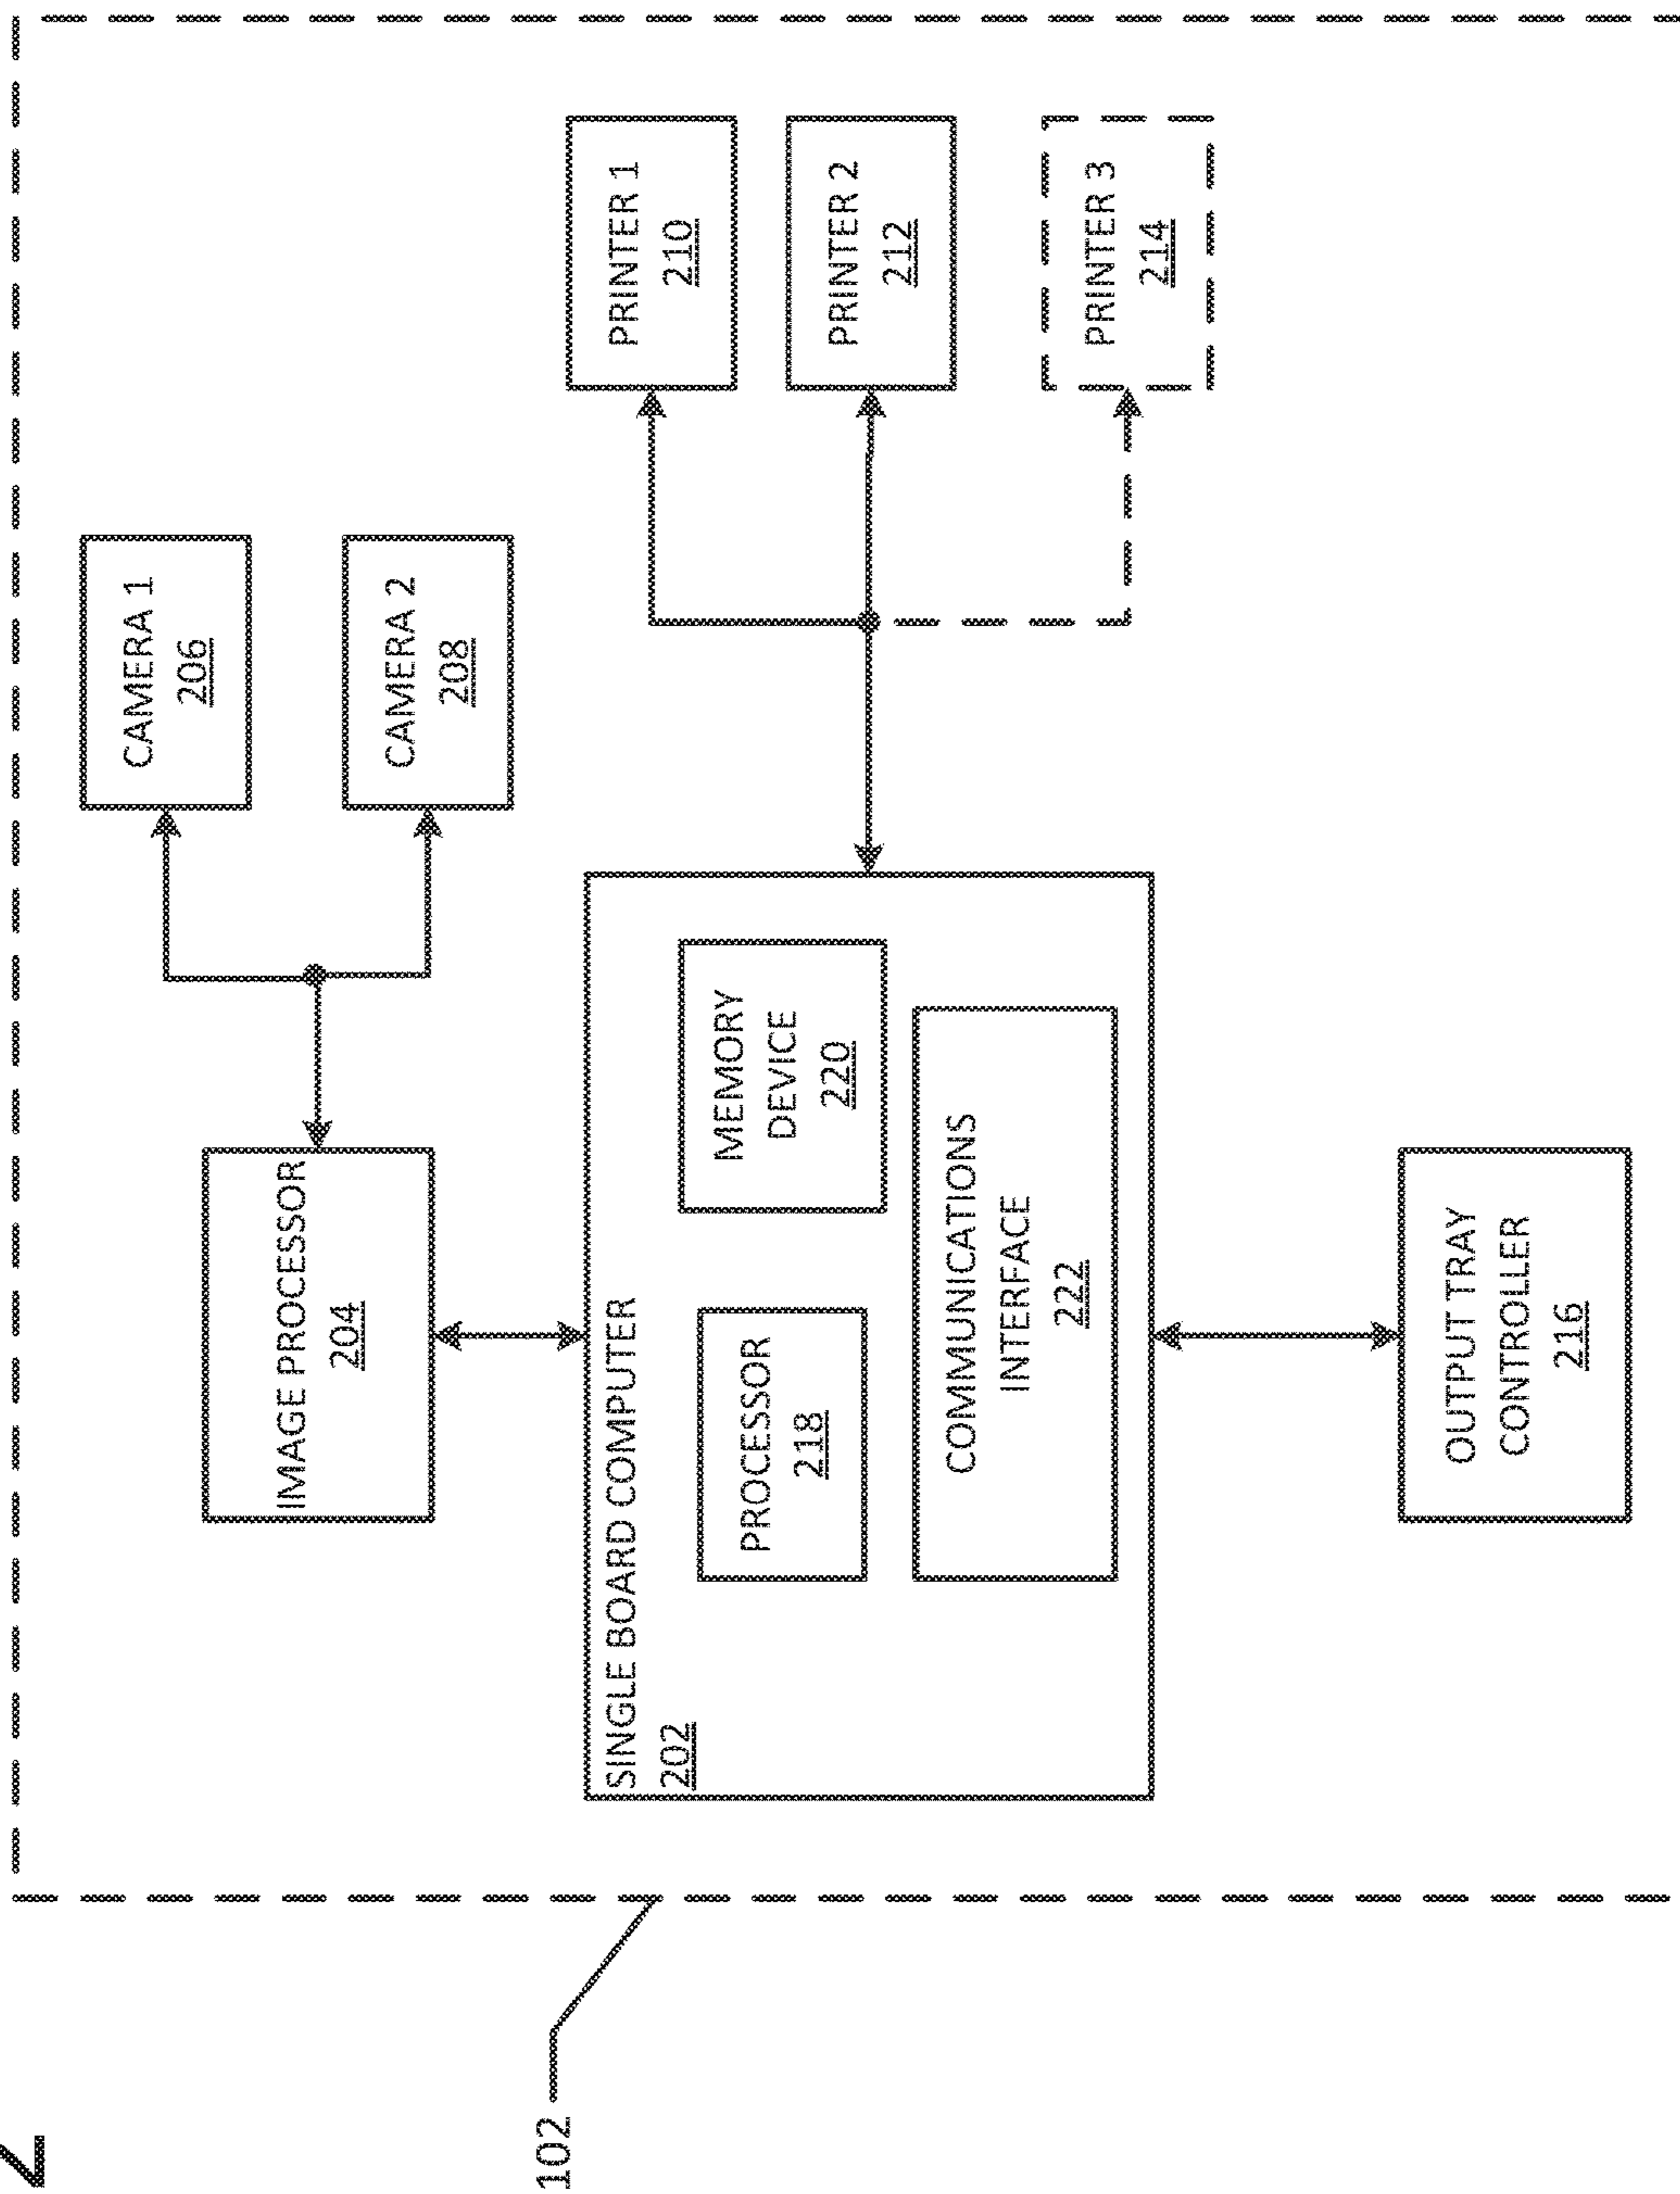 2
102
CAMERA 1
206
CAMERA 2
208
IMAGE PROCESSOR
204
SINGLE BOARD COMPUTER
202
PROCESSOR
218
MEMORY
DEVICE
220
COMMUNICATIONS
INTERFACE
222
PRINTER 1
210
PRINTER 2
212
PRINTER 3
214
OUTPUT TRAY
CONTROLLER
216